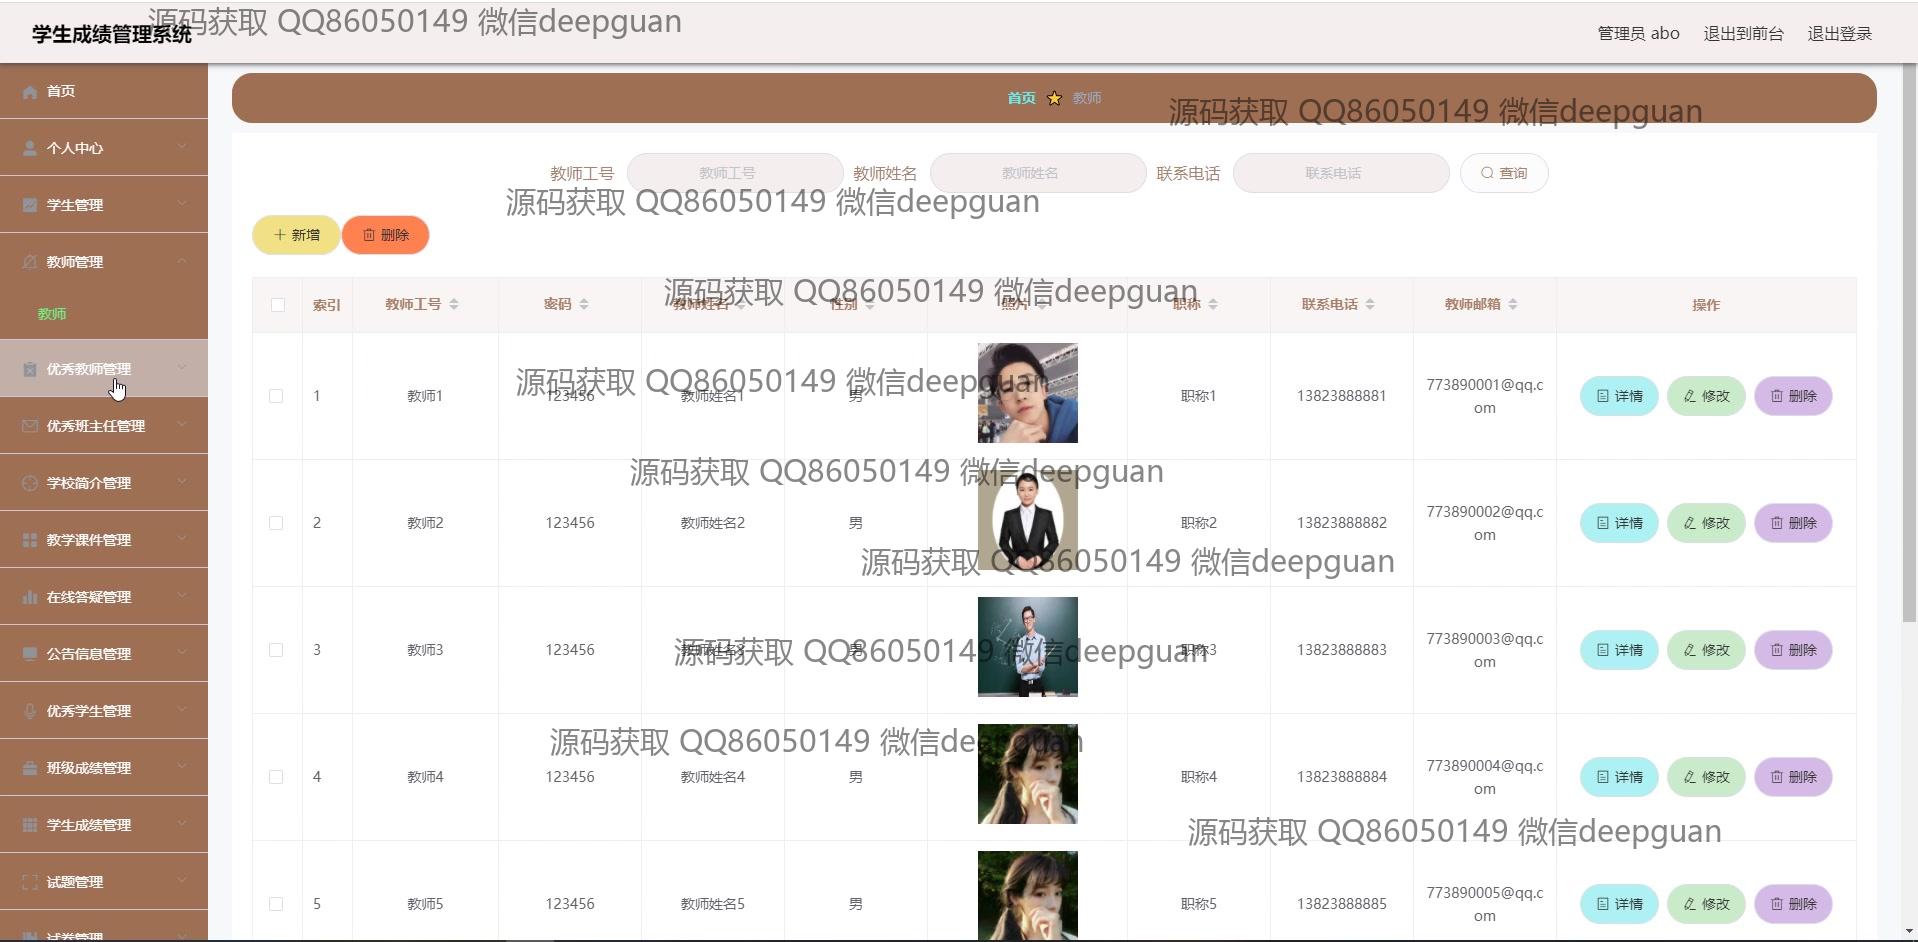 源码获取 QQ86050149 微信deepguan
学生成绩管理系统
管理员 abo 退出到前台 退出登录
首页
个人中心
学生管理
教师管理
教师
优秀教师管理
优秀班主任管理
学校简介管理
教学课件管理
在线答疑管理
公告信息管理
优秀学生管理
班级成绩管理
学生成绩管理
试题管理
试卷管理
首页 教师
源码获取 QQ86050149 微信deepguan
教师工号 教师工号 教师姓名 教师姓名 联系电话 联系电话 查询
源码获取 QQ86050149 微信deepguan
新增 删除
源码获取 QQ86050149 微信deepguan
索引 教师工号 密码 教师姓名 性别 照片 职称 联系电话 教师邮箱 操作
源码获取 QQ86050149 微信deepguan
1 教师1 123456 教师姓名1 男 职称1 13823888881 773890001@qq.c
om 详情 修改 删除
源码获取 QQ86050149 微信deepguan
2 教师2 123456 教师姓名2 男 职称2 13823888882 773890002@qq.c
om 详情 修改 删除
源码获取 QQ86050149 微信deepguan
3 教师3 123456 教师姓名3 男 职称3 13823888883 773890003@qq.c
om 详情 修改 删除
源码获取 QQ86050149 微信deepguan
源码获取 QQ86050149 微信deepguan
4 教师4 123456 教师姓名4 男 职称4 13823888884 773890004@qq.c
om 详情 修改 删除
源码获取 QQ86050149 微信deepguan
5 教师5 123456 教师姓名5 男 职称5 13823888885 773890005@qq.c
om 详情 修改 删除